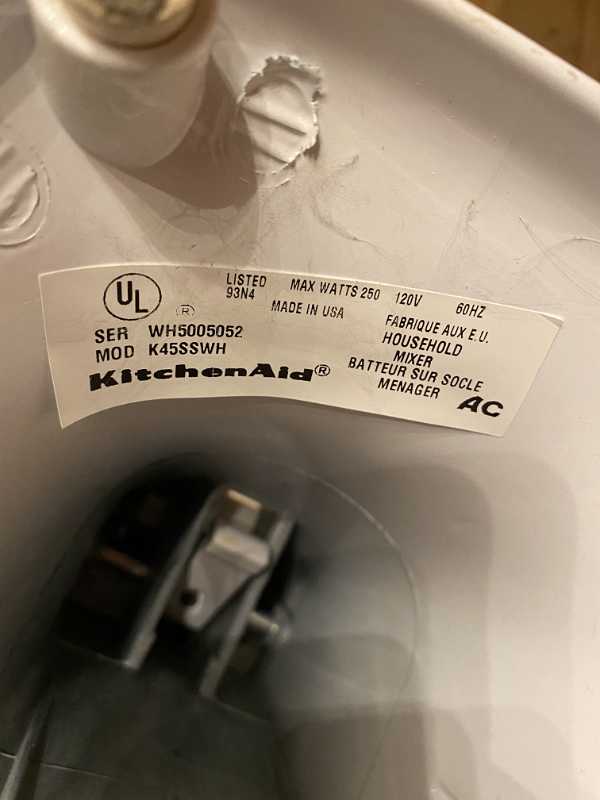 UL ®
LISTED
93N4
MAX WATTS 250 120V 60HZ
MADE IN USA
FABRIQUE AUX E.U.
SER WH5005052
MOD K45SSWH
HOUSEHOLD
MIXER
BATTEUR SUR SOCLE
MENAGER
KitchenAid®
AC